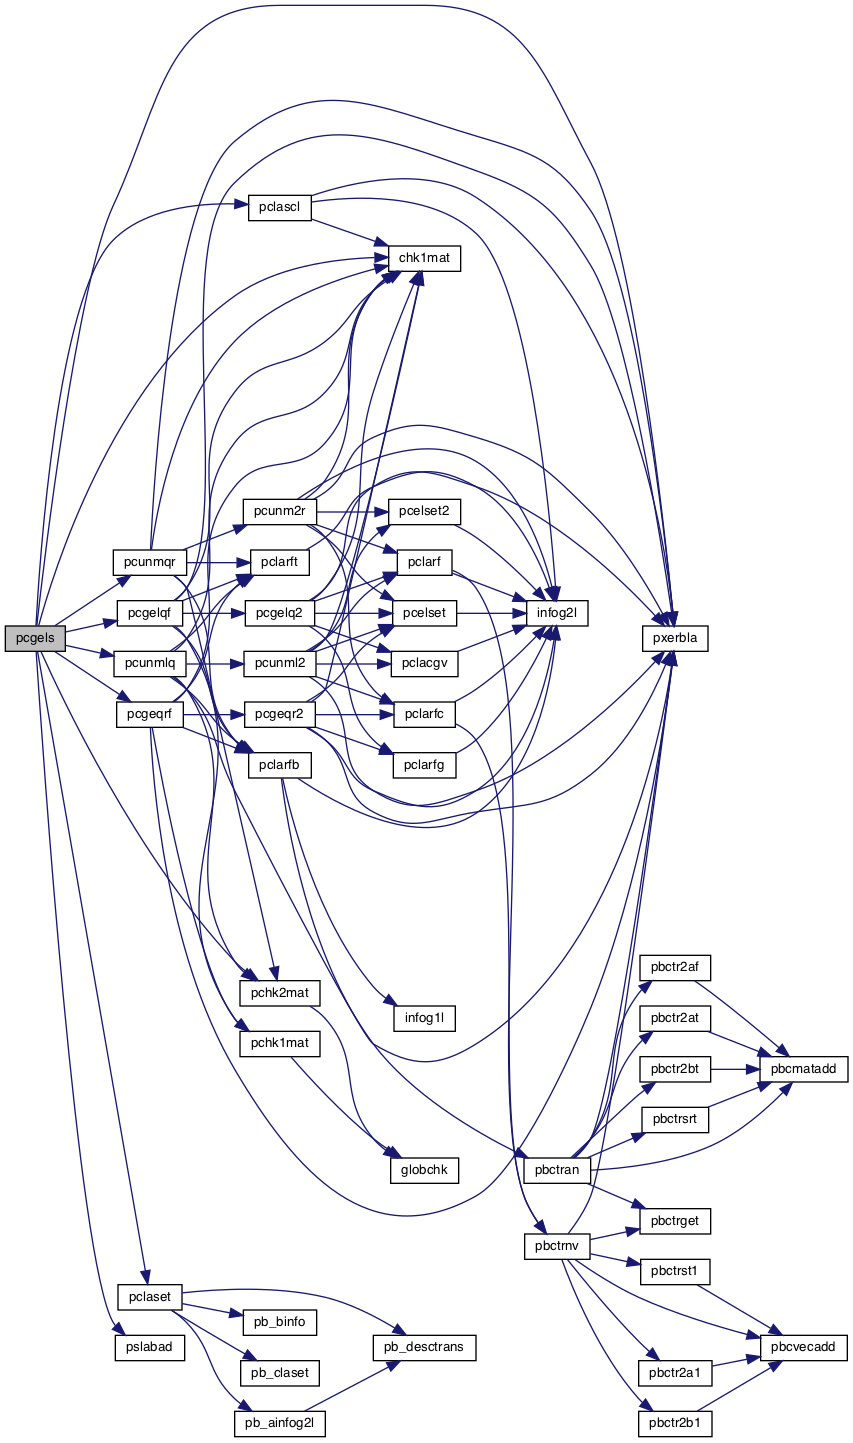 pclascl
chk1mat
pcunm2r
pcelset2
pcunmqr
pclarft
pclarf
pcgelqf
pcgelq2
pcelset
infog2l
pcgels
pxerbla
pcunmlq
pcunml2
pclacgv
pcgeqrf
pcgeqr2
pclarfc
pclarfb
pclarfg
pbctr2af
pchk2mat
infog1l
pbctr2at
pchk1mat
pbctr2bt
pbcmatadd
pbctrsrt
globchk
pbctran
pbctrget
pbctrnv
pbctrst1
pclaset
pb_binfo
pslabad
pb_desctrans
pbcvecadd
pb_claset
pbctr2a1
pb_ainfog2l
pbctr2b1